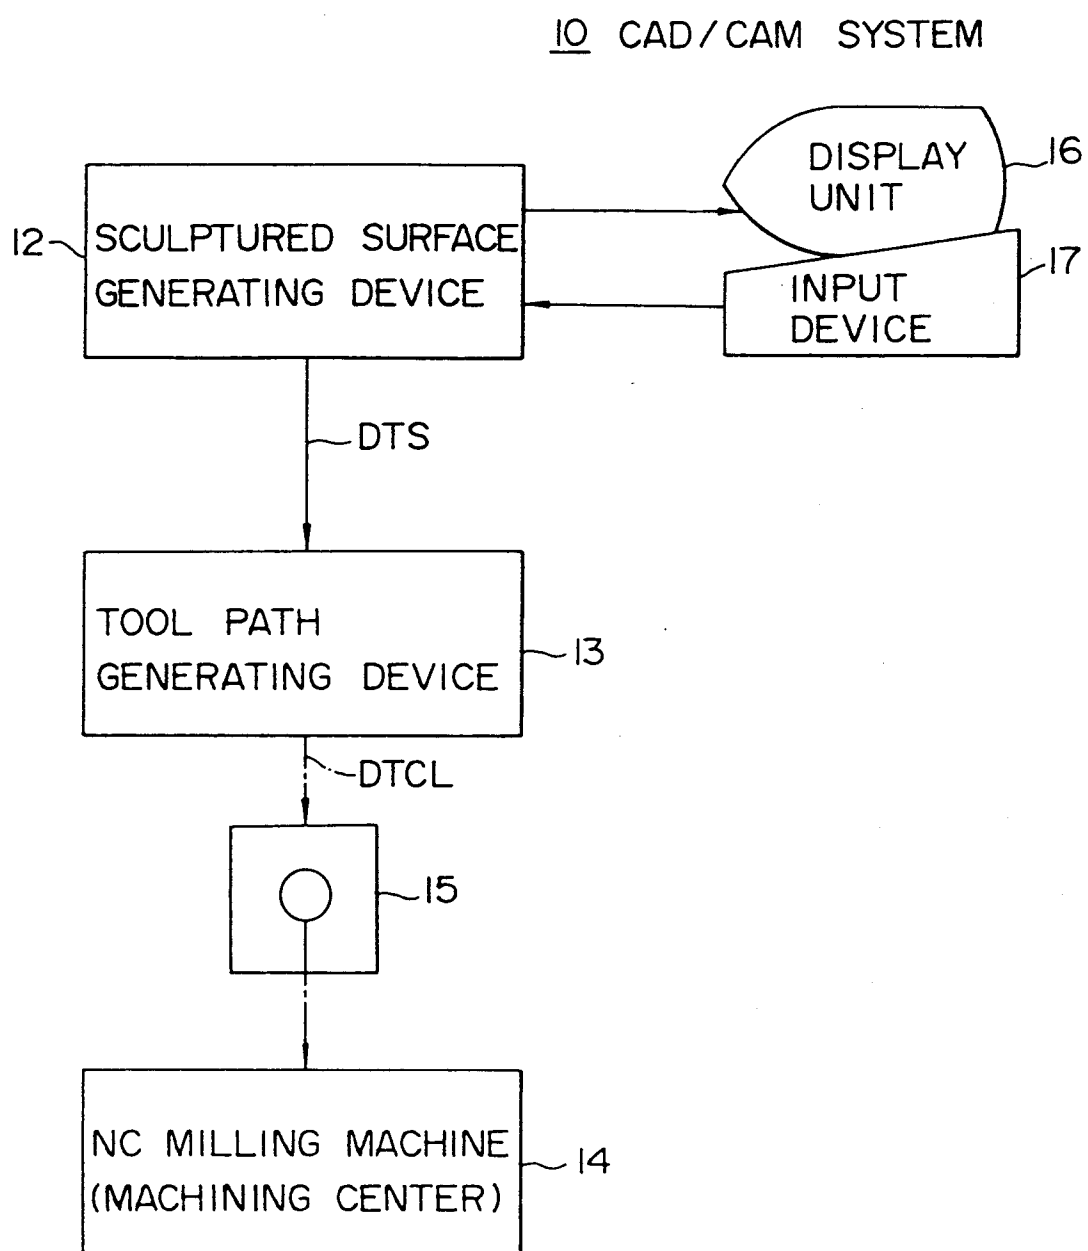 10 CAD/CAM SYSTEM
DISPLAY
UNIT
16
12
SCULPTURED SURFACE
GENERATING DEVICE
17
INPUT
DEVICE
DTS
TOOL PATH
GENERATING DEVICE
13
DTCL
15
NC MILLING MACHINE
(MACHINING CENTER)
14